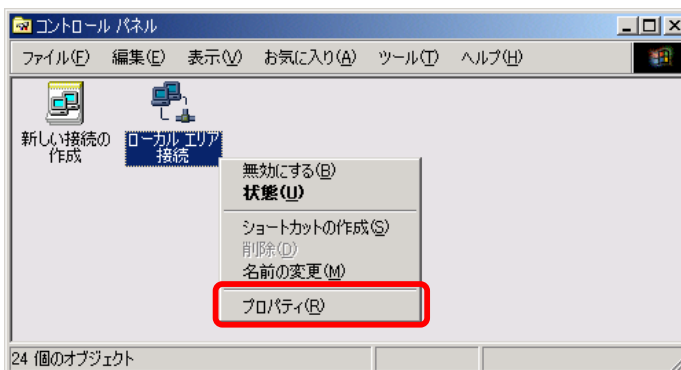 コントロール パネル
ファイル(F) 編集(E) 表示(V) お気に入り(A) ツール(T) ヘルプ(H)
新しい接続の
作成
ローカル エリア
接続
無効にする(B)
状態(U)
ショートカットの作成(S)
削除(D)
名前の変更(M)
プロパティ(R)
24 個のオブジェクト